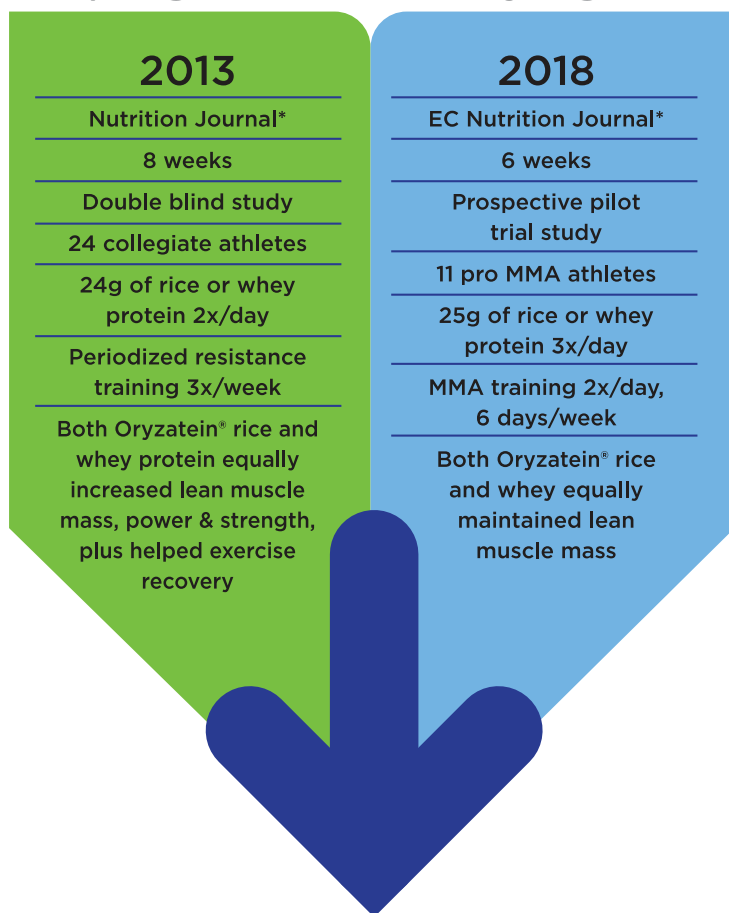 2013
Nutrition Journal*
8 weeks
Double blind study
24 collegiate athletes
24g of rice or whey
protein 2x/day
Periodized resistance
training 3x/week
Both Oryzatein® rice and
whey protein equally
increased lean muscle
mass, power & strength,
plus helped exercise
recovery
2018
EC Nutrition Journal*
6 weeks
Prospective pilot
trial study
11 pro MMA athletes
25g of rice or whey
protein 3x/day
MMA training 2x/day,
6 days/week
Both Oryzatein® rice
and whey equally
maintained lean
muscle mass